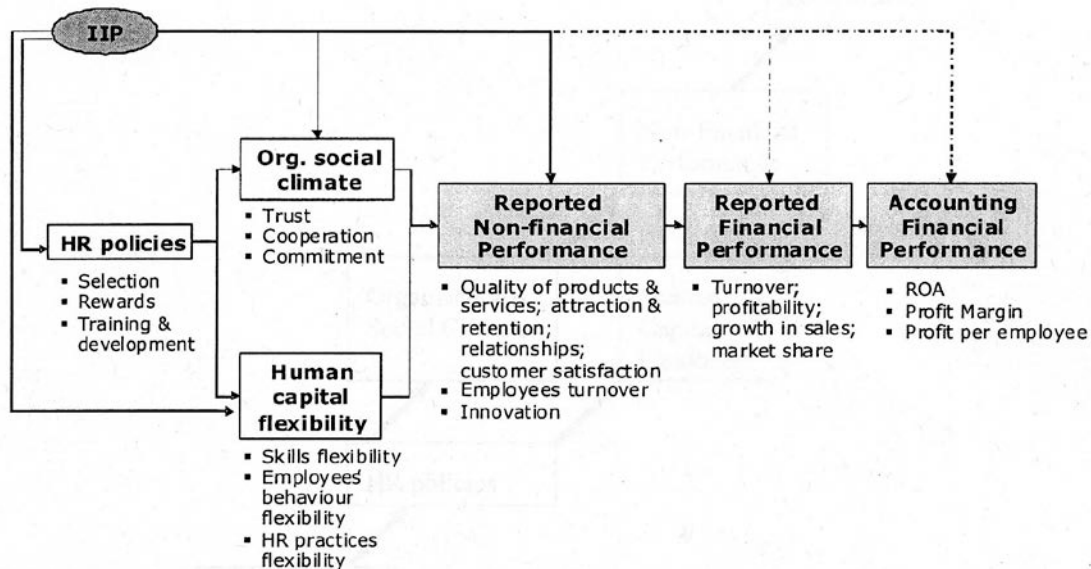 IIP
Org. social
climate
▪ Trust
▪ Cooperation
▪ Commitment
HR policies
▪ Selection
▪ Rewards
▪ Training &
development
Human
capital
flexibility
▪ Skills flexibility
▪ Employees'
behaviour
flexibility
▪ HR practices
flexibility
Reported
Non-financial
Performance
▪ Quality of products &
services; attraction &
retention;
relationships;
customer satisfaction
▪ Employees turnover
▪ Innovation
Reported
Financial
Performance
▪ Turnover;
profitability;
growth in sales;
market share
Accounting
Financial
Performance
▪ ROA
▪ Profit Margin
▪ Profit per employee